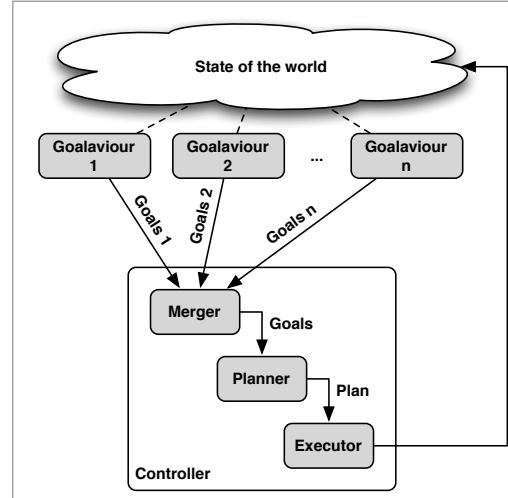 State of the world
Goalaviour
1
Goalaviour
2
...
Goalaviour
n
Goals 1
Goals 2
Goals n
Merger
Goals
Planner
Plan
Executor
Controller